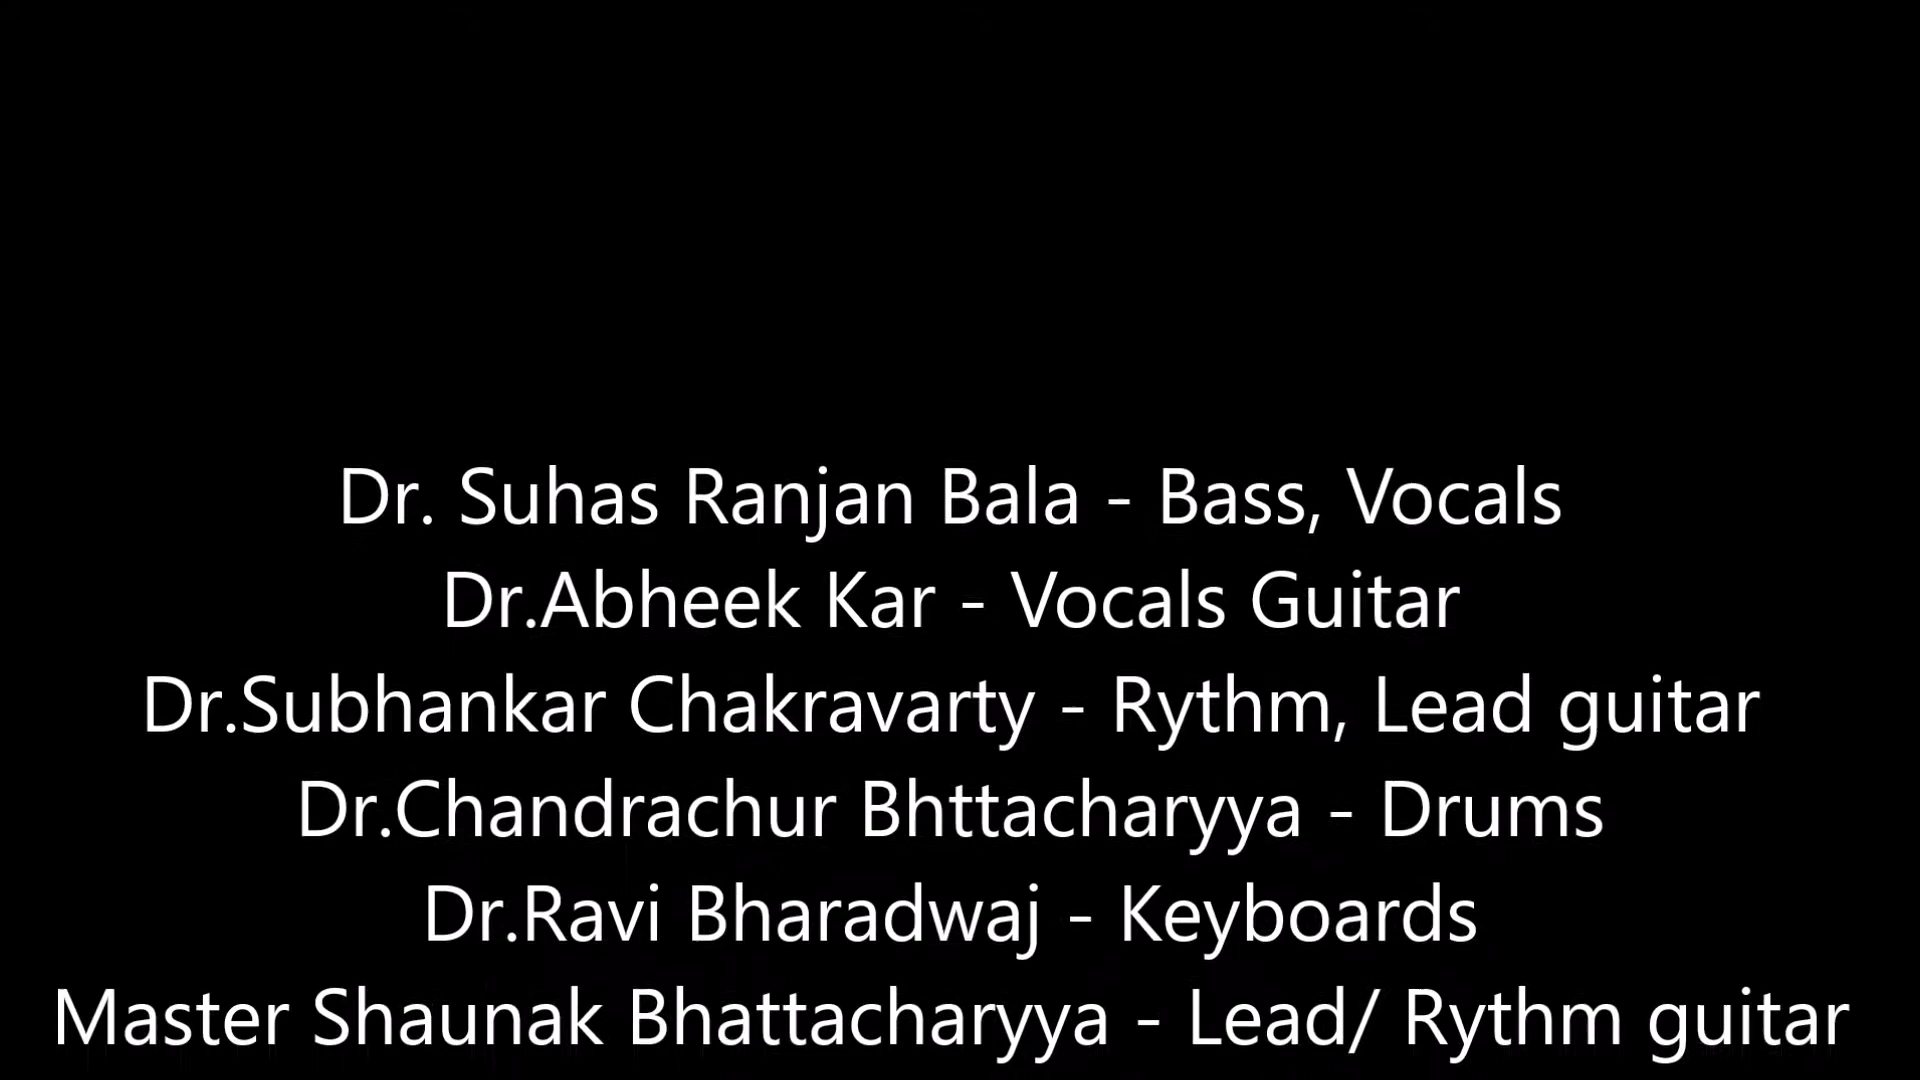 Dr. Suhas Ranjan Bala - Bass, Vocals
Dr.Abheek Kar - Vocals Guitar
Dr.Subhankar Chakravarty - Rythm, Lead guitar
Dr.Chandrachur Bhttacharyya - Drums
Dr.Ravi Bharadwaj - Keyboards
Master Shaunak Bhattacharyya - Lead/ Rythm guitar